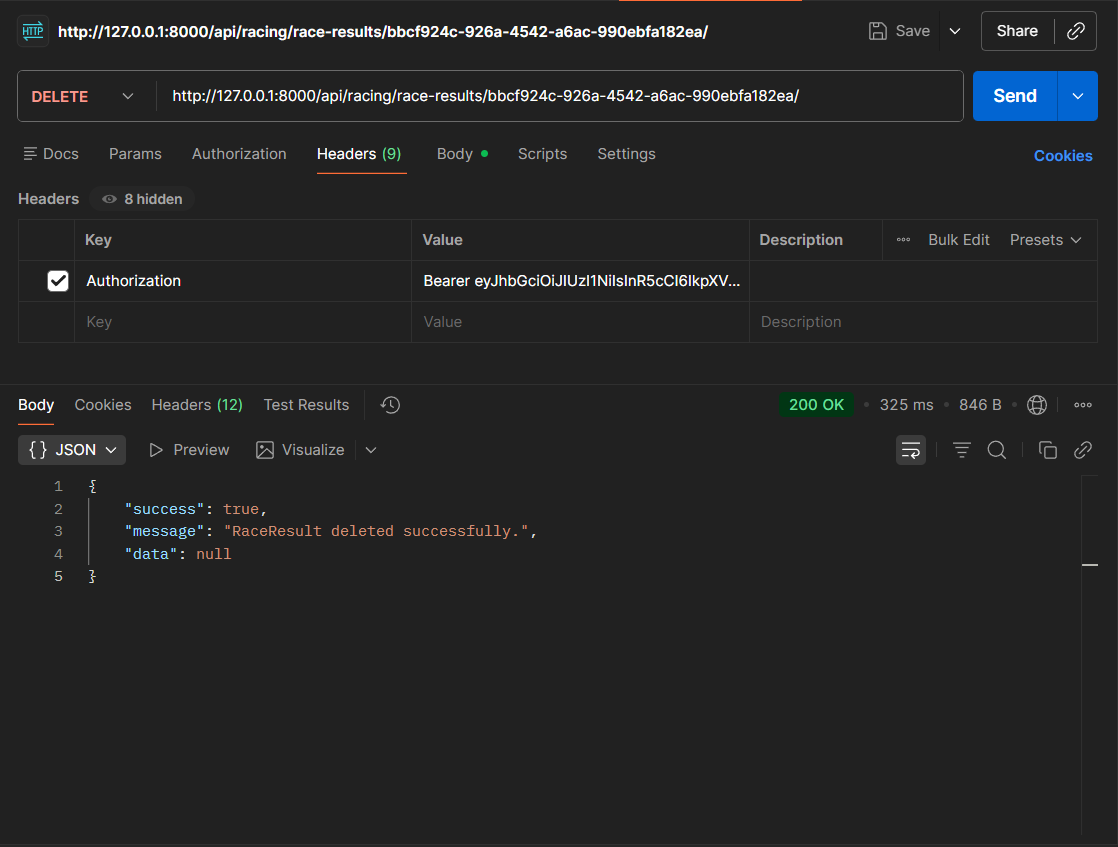 HTTP http://127.0.0.1:8000/api/racing/race-results/bbcf924c-926a-4542-a6ac-990ebfa182ea/ Save Share
DELETE http://127.0.0.1:8000/api/racing/race-results/bbcf924c-926a-4542-a6ac-990ebfa182ea/ Send
Docs Params Authorization Headers (9) Body Scripts Settings Cookies
Headers 8 hidden
Key Value Description Bulk Edit Presets
Authorization Bearer eyJhbGciOiJIUzI1NiIsInR5cCI6IkpXV...
Key Value Description
Body Cookies Headers (12) Test Results 200 OK 325 ms 846 B
{} JSON Preview Visualize
1 {
2 "success": true,
3 "message": "RaceResult deleted successfully.",
4 "data": null
5 }